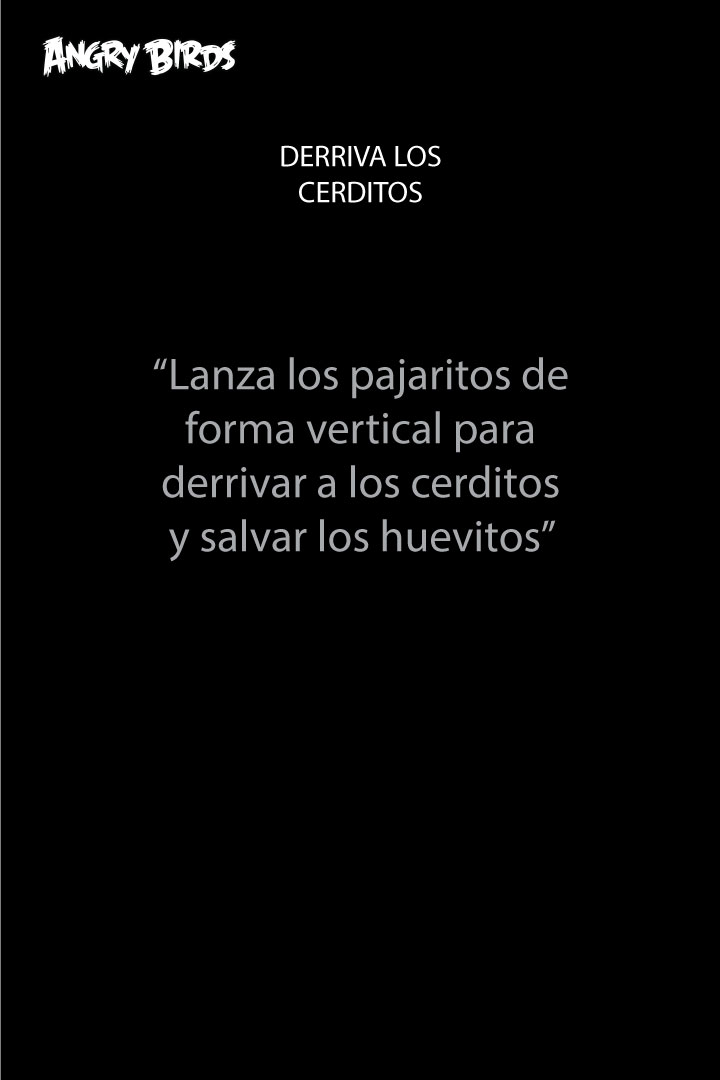 ANGRY BIRDS
DERRIVA LOS
CERDITOS
“Lanza los pajaritos de
forma vertical para
derrivar a los cerditos
y salvar los huevitos”